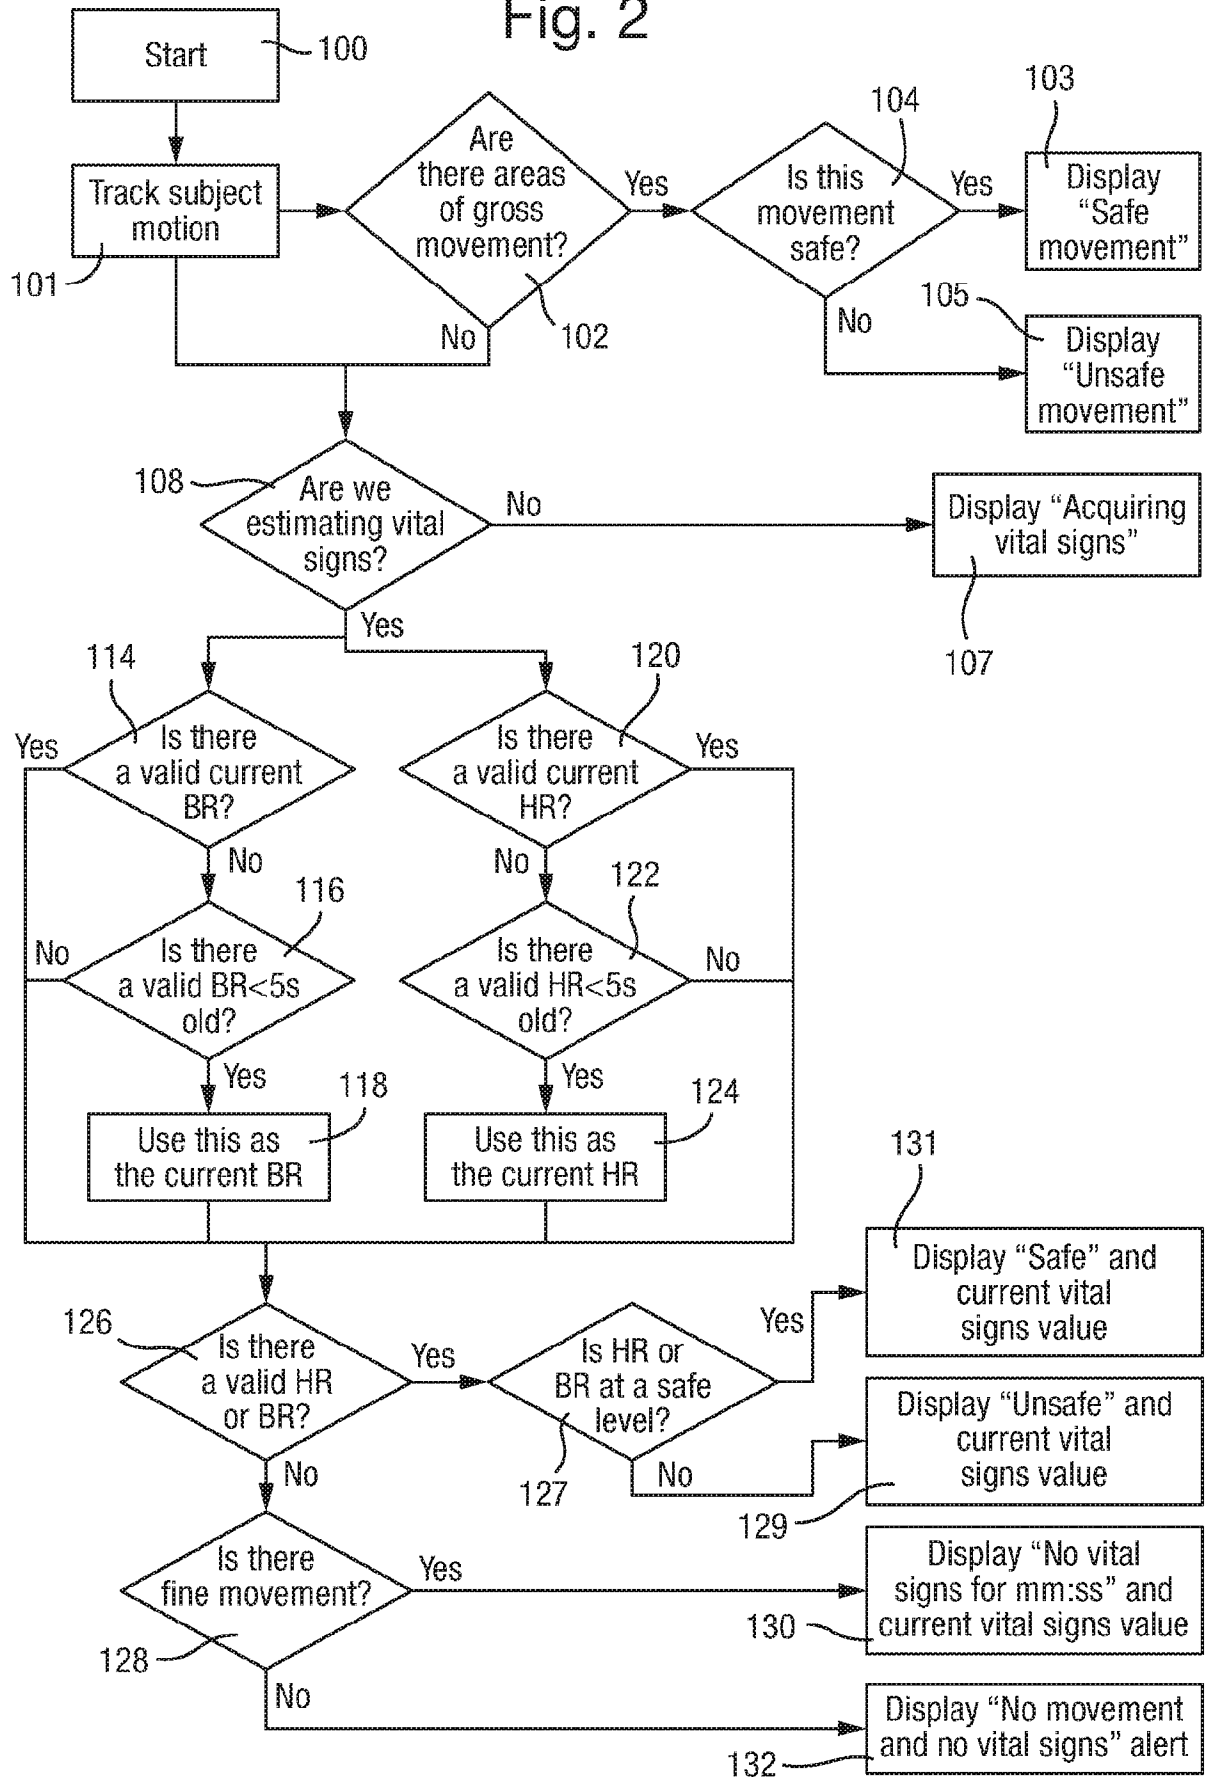 Fig. 2
Start
100
Track subject
motion
101
Are
there areas
of gross
movement?
102
Yes
No
104
Is this
movement
safe?
Yes
No
103
Display
“Safe
movement”
105
Display
“Unsafe
movement”
108
Are we
estimating vital
signs?
No
Yes
Display “Acquiring
vital signs”
107
114
Is there
a valid current
BR?
Yes
No
120
Is there
a valid current
HR?
Yes
No
116
Is there
a valid BR<5s
old?
No
Yes
122
Is there
a valid HR<5s
old?
No
Yes
118
Use this as
the current BR
124
Use this as
the current HR
126
Is there
a valid HR
or BR?
Yes
No
Is HR or
BR at a safe
level?
127
Yes
No
131
Display “Safe” and
current vital
signs value
Display “Unsafe” and
current vital
signs value
129
Is there
fine movement?
128
Yes
No
Display “No vital
signs for mm:ss” and
current vital signs value
130
Display “No movement
and no vital signs” alert
132